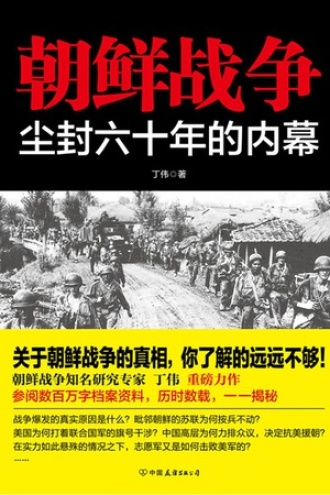 朝鲜战争
尘封六十年的内幕
丁伟◎著
关于朝鲜战争的真相，你了解的远远不够！
朝鲜战争知名研究专家 丁伟 重磅力作
参阅数百万字档案资料，历时数载，一一揭秘
战争爆发的真实原因是什么？毗邻朝鲜的苏联为何按兵不动？
美国为何打着联合国军的旗号干涉？中国高层为何力排众议，决定抗美援朝？
在实力如此悬殊的情况之下，志愿军又是如何击败美军的？
……
中国友谊出版公司